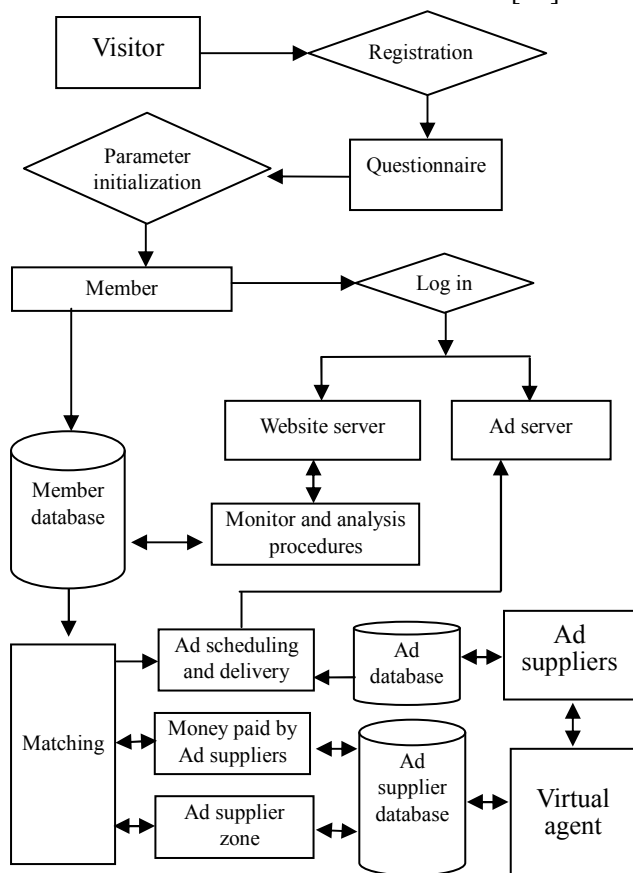 Visitor
Registration
Parameter
initialization
Questionnaire
Member
Log in
Website server
Ad server
Member
database
Monitor and analysis
procedures
Ad scheduling
and delivery
Ad
database
Ad
suppliers
Matching
Money paid by
Ad suppliers
Ad
supplier
database
Ad supplier
zone
Virtual
agent